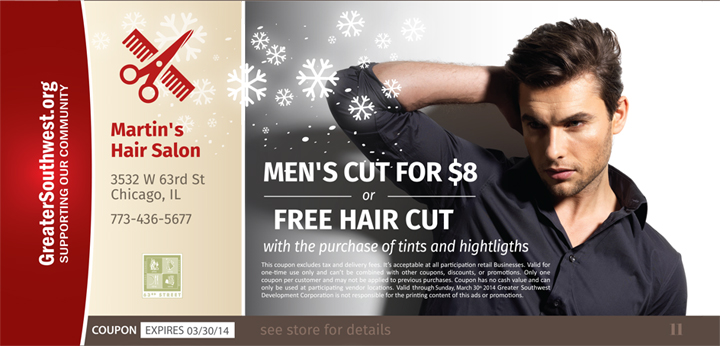 GreaterSouthwest.org
SUPPORTING OUR COMMUNITY
Martin's
Hair Salon
3532 W 63rd St
Chicago, IL
773-436-5677
63RD STREET
MEN'S CUT FOR $8
or
FREE HAIR CUT
with the purchase of tints and hightligths
This coupon excludes tax and delivery fees. It's acceptable at all participation retail Businesses. Valid for
one-time use only and can't be combined with other coupons, discounts, or promotions. Only one
coupon per customer and may not be applied to previous purchases. Coupon has no cash value and can
only be used at participating vendor locations. Valid through Sunday, March 30th 2014 Greater Southwest
Development Corporation is not responsible for the printing content of this ads or promotions.
COUPON EXPIRES 03/30/14 see store for details 11